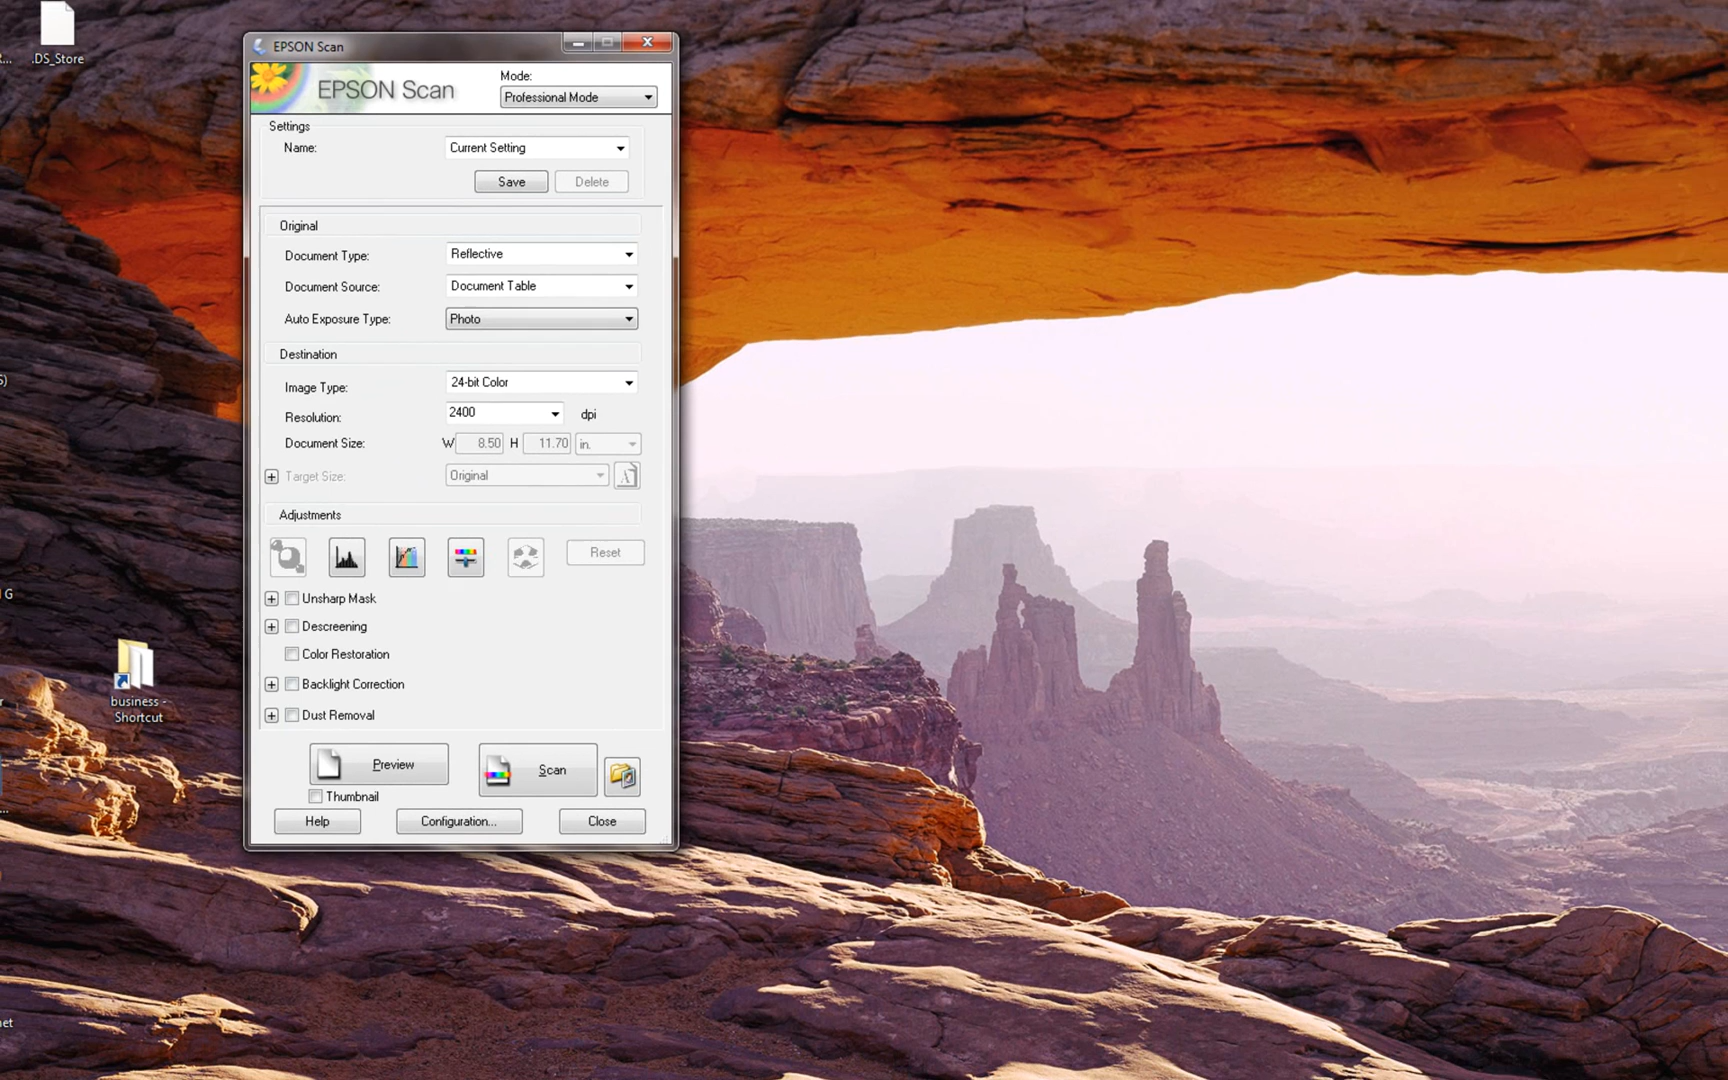 .DS_Store
EPSON Scan
EPSON Scan
Mode:
Professional Mode
Settings
Name:
Current Setting
Save
Delete
Original
Document Type:
Reflective
Document Source:
Document Table
Auto Exposure Type:
Photo
Destination
Image Type:
24-bit Color
Resolution:
2400
dpi
Document Size:
W
8.50
H
11.70
in.
Target Size:
Original
Adjustments
Reset
Unsharp Mask
Descreening
Color Restoration
Backlight Correction
Dust Removal
business -
Shortcut
Preview
Scan
Thumbnail
Help
Configuration...
Close